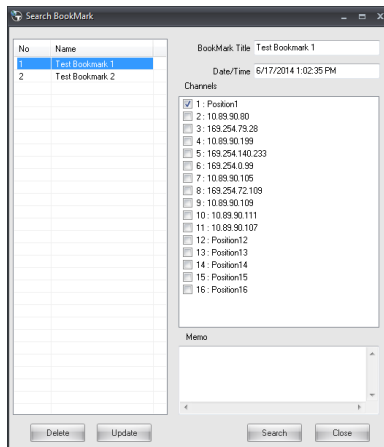 Search BookMark
No Name
1 Test Bookmark 1
2 Test Bookmark 2
BookMark Title Test Bookmark 1
Date/Time 6/17/2014 1:02:35 PM
Channels
1 : Position1
2 : 10.89.90.80
3 : 169.254.79.28
4 : 10.89.90.199
5 : 169.254.140.233
6 : 169.254.0.99
7 : 10.89.90.105
8 : 169.254.72.109
9 : 10.89.90.109
10 : 10.89.90.111
11 : 10.89.90.107
12 : Position12
13 : Position13
14 : Position14
15 : Position15
16 : Position16
Memo
Delete Update Search Close